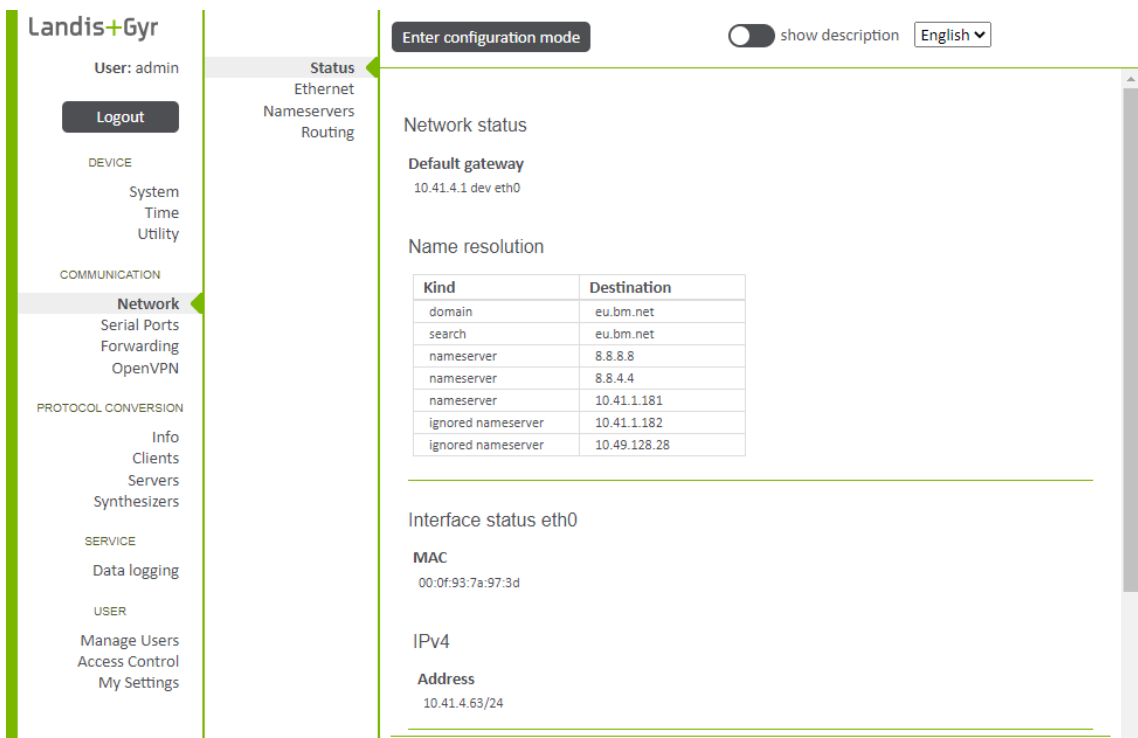 Landis+Gyr
User: admin
Logout
DEVICE
System
Time
Utility
COMMUNICATION
Network
Serial Ports
Forwarding
OpenVPN
PROTOCOL CONVERSION
Info
Clients
Servers
Synthesizers
SERVICE
Data logging
USER
Manage Users
Access Control
My Settings
Status
Ethernet
Nameservers
Routing
Enter configuration mode
show description
English
Network status
Default gateway
10.41.4.1 dev eth0
Name resolution
Kind Destination
domain eu.bm.net
search eu.bm.net
nameserver 8.8.8.8
nameserver 8.8.4.4
nameserver 10.41.1.181
ignored nameserver 10.41.1.182
ignored nameserver 10.49.128.28
Interface status eth0
MAC
00:0f:93:7a:97:3d
IPv4
Address
10.41.4.63/24